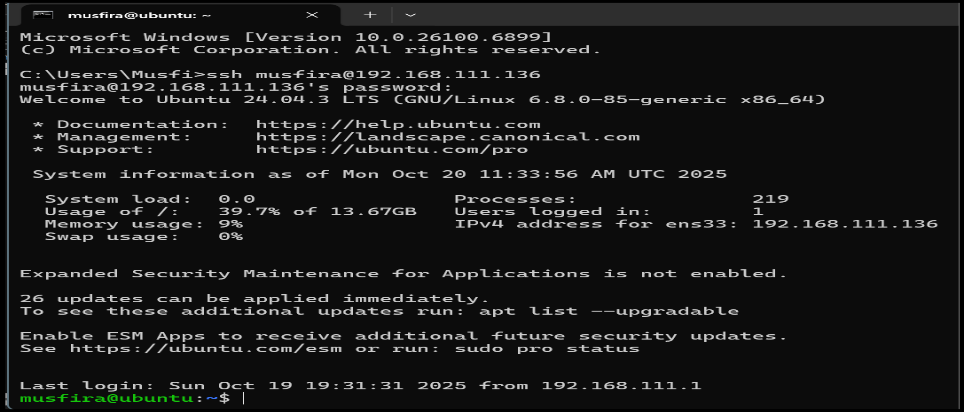 musfira@ubuntu: ~
Microsoft Windows [Version 10.0.26100.6899]
(c) Microsoft Corporation. All rights reserved.
C:\Users\Musfi>ssh musfira@192.168.111.136
musfira@192.168.111.136's password:
Welcome to Ubuntu 24.04.3 LTS (GNU/Linux 6.8.0-85-generic x86_64)
* Documentation:  https://help.ubuntu.com
* Management:     https://landscape.canonical.com
* Support:        https://ubuntu.com/pro
System information as of Mon Oct 20 11:33:56 AM UTC 2025
System load:  0.0                Processes:              219
Usage of /:   39.7% of 13.67GB   Users logged in:        1
Memory usage: 9%                 IPv4 address for ens33: 192.168.111.136
Swap usage:   0%
Expanded Security Maintenance for Applications is not enabled.
26 updates can be applied immediately.
To see these additional updates run: apt list --upgradable
Enable ESM Apps to receive additional future security updates.
See https://ubuntu.com/esm or run: sudo pro status
Last login: Sun Oct 19 19:31:31 2025 from 192.168.111.1
musfira@ubuntu:~$